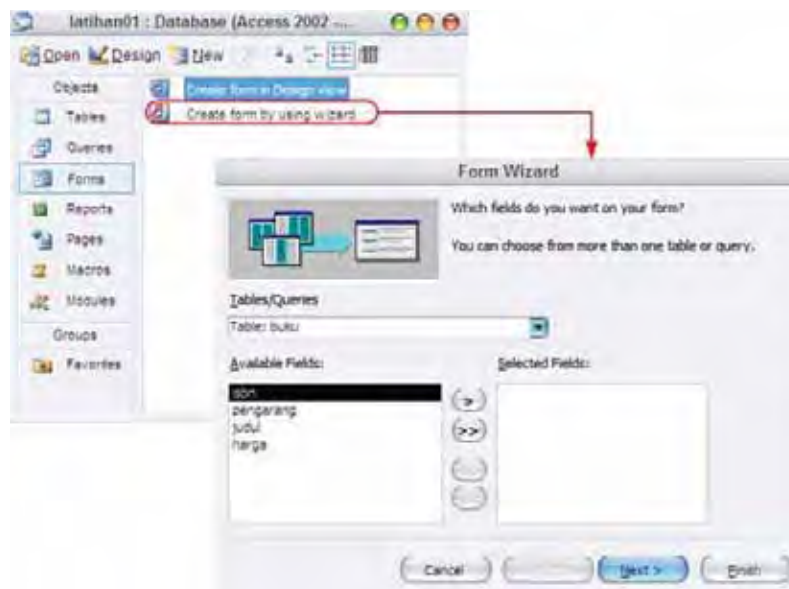 latihan01 : Database (Access 2002 ....
Open Design New
Objects
Create form in Design view
Tables
Create form by using wizard
Queries
Forms
Reports
Pages
Macros
Modules
Groups
Favorites
Form Wizard
Which fields do you want on your form?
You can choose from more than one table or query.
Tables/Queries
Table: buku
Available Fields:
Selected Fields:
isbn
pengarang
judul
harga
>
>>
Cancel
Next >
Finish